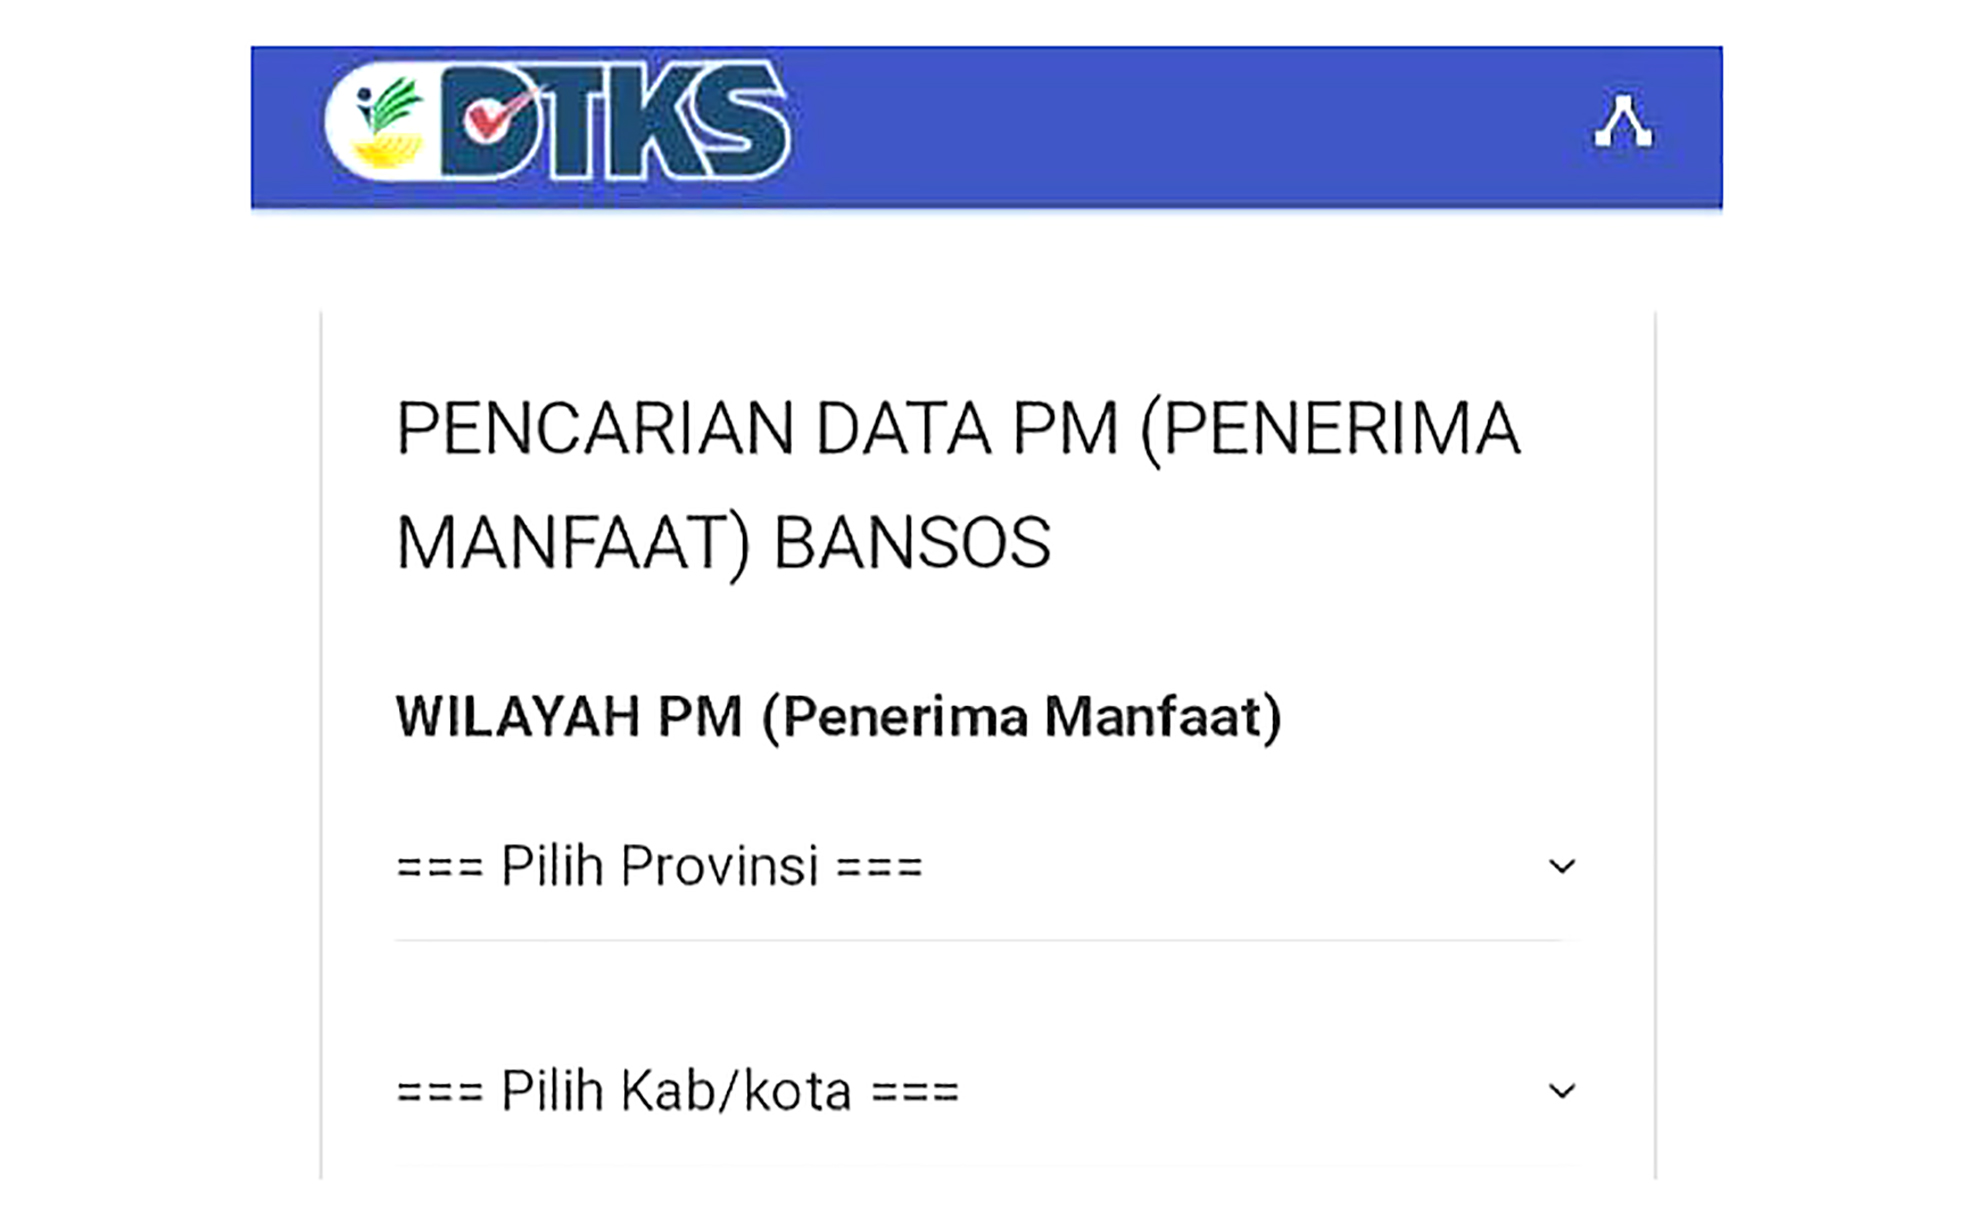 DTKS
PENCARIAN DATA PM (PENERIMA
MANFAAT) BANSOS
WILAYAH PM (Penerima Manfaat)
=== Pilih Provinsi ===
=== Pilih Kab/kota ===